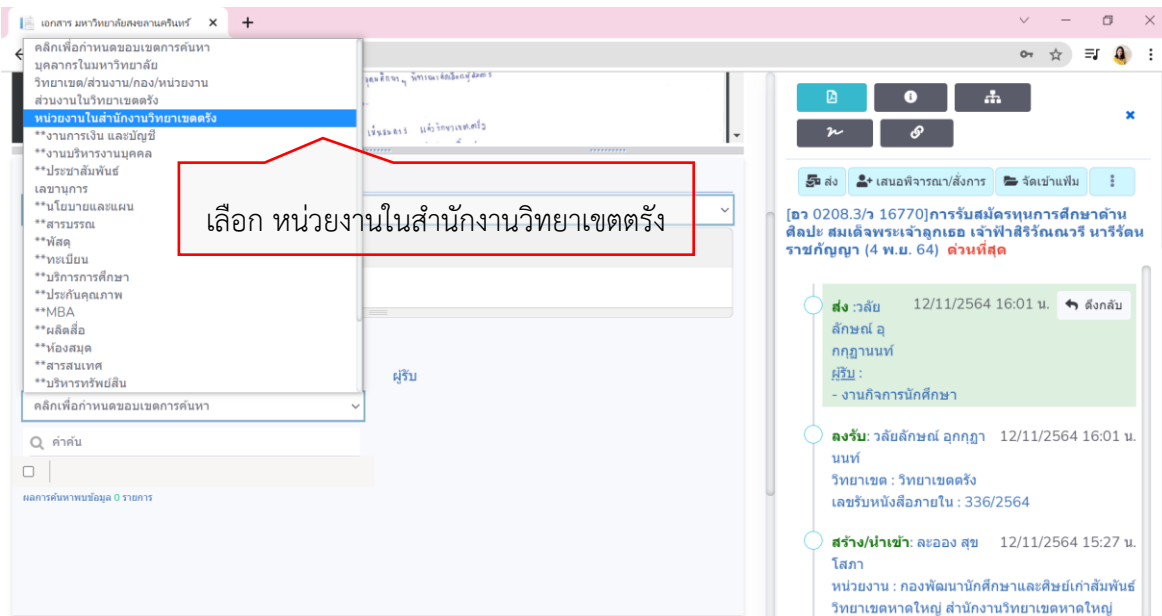 เอกสาร มหาวิทยาลัยสงขลานครินทร์
คลิกเพื่อกำหนดขอบเขตการค้นหา
บุคลากรในมหาวิทยาลัย
วิทยาเขต/ส่วนงาน/กอง/หน่วยงาน
ส่วนงานในวิทยาเขตตรัง
หน่วยงานในสำนักงานวิทยาเขตตรัง
**งานการเงิน และบัญชี
**งานบริหารงานบุคคล
**ประชาสัมพันธ์
เลขานุการ
**นโยบายและแผน
**สารบรรณ
**พัสดุ
**ทะเบียน
**บริการการศึกษา
**ประกันคุณภาพ
**MBA
**ผลิตสื่อ
**ห้องสมุด
**สารสนเทศ
**บริหารทรัพย์สิน
คลิกเพื่อกำหนดขอบเขตการค้นหา
คำค้น
ผลการค้นหาพบข้อมูล 0 รายการ
เลือก หน่วยงานในสำนักงานวิทยาเขตตรัง
ผู้รับ
ส่ง
เสนอพิจารณา/สั่งการ
จัดเข้าแฟ้ม
[อว 0208.3/ว 16770]การรับสมัครทุนการศึกษาด้าน
ศิลปะ สมเด็จพระเจ้าลูกเธอ เจ้าฟ้าสิริวัณณวรี นารีรัตน
ราชกัญญา (4 พ.ย. 64) ด่วนที่สุด
ส่ง :วลัย 12/11/2564 16:01 น. ดึงกลับ
ลักษณ์ อุ
กกฎานนท์
ผู้รับ :
- งานกิจการนักศึกษา
ลงรับ: วลัยลักษณ์ อุกกฎา 12/11/2564 16:01 น.
นนท์
วิทยาเขต : วิทยาเขตตรัง
เลขรับหนังสือภายใน : 336/2564
สร้าง/นำเข้า: ละออง สุข 12/11/2564 15:27 น.
โสภา
หน่วยงาน : กองพัฒนานักศึกษาและศิษย์เก่าสัมพันธ์
วิทยาเขตหาดใหญ่ สำนักงานวิทยาเขตหาดใหญ่